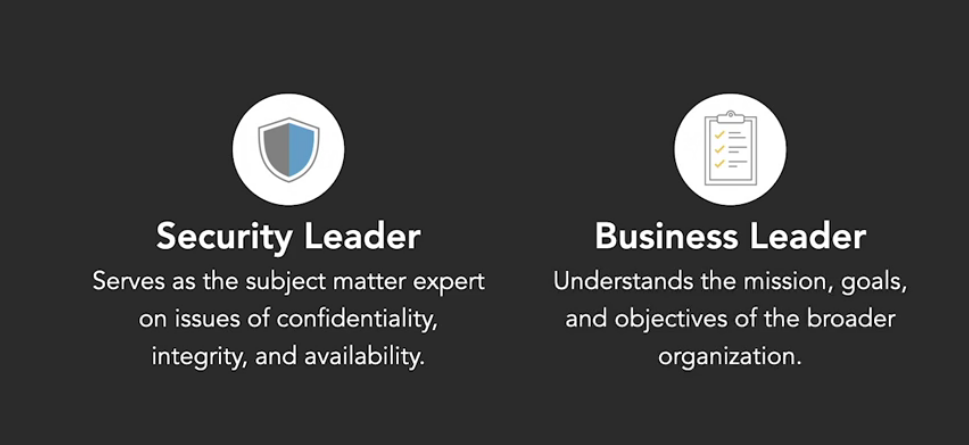 Security Leader
Serves as the subject matter expert
on issues of confidentiality,
integrity, and availability.
Business Leader
Understands the mission, goals,
and objectives of the broader
organization.